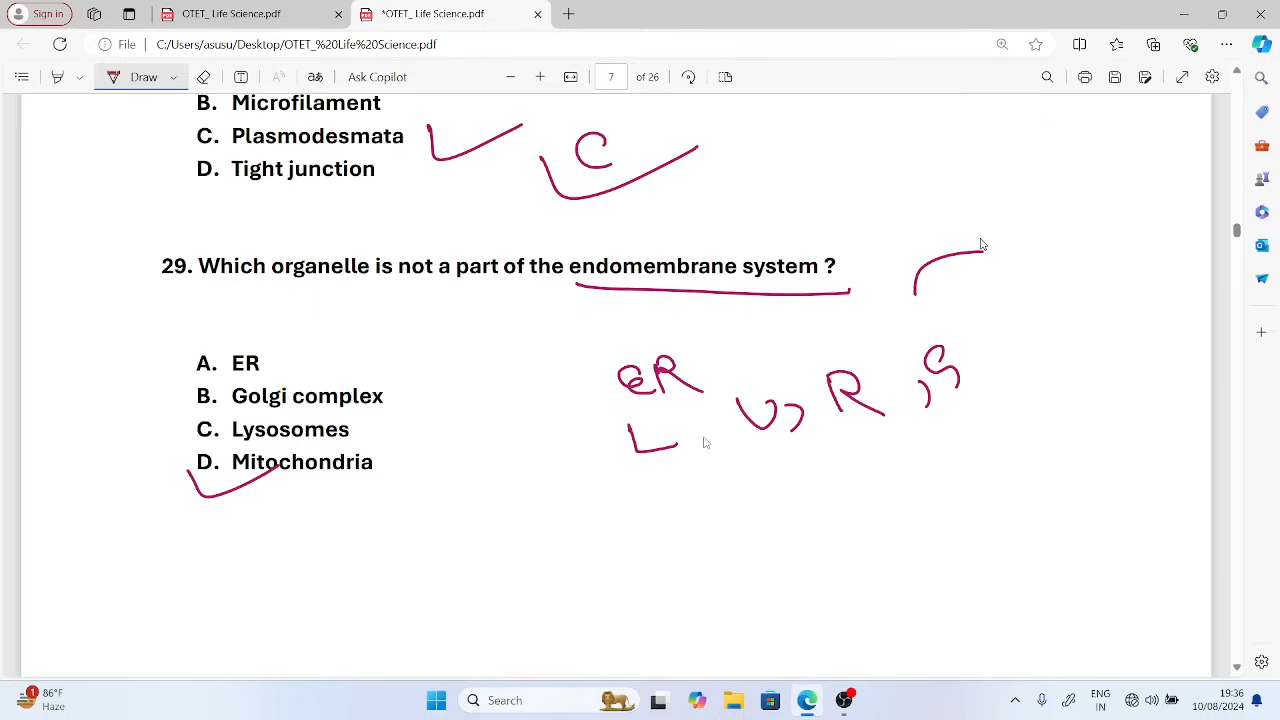 Sign in
OTET_ Life Science.pdf
*OTET_ Life Science.pdf
File
C:/Users/asusu/Desktop/OTET_%20Life%20Science.pdf
Draw
Ask Copilot
7
of 26
B. Microfilament
C. Plasmodesmata
D. Tight junction
C
29. Which organelle is not a part of the endomembrane system ?
A. ER
B. Golgi complex
C. Lysosomes
D. Mitochondria
ER
L
V, R, G
1
86°F
Haze
Search
ENG
IN
19:36
10/08/2024